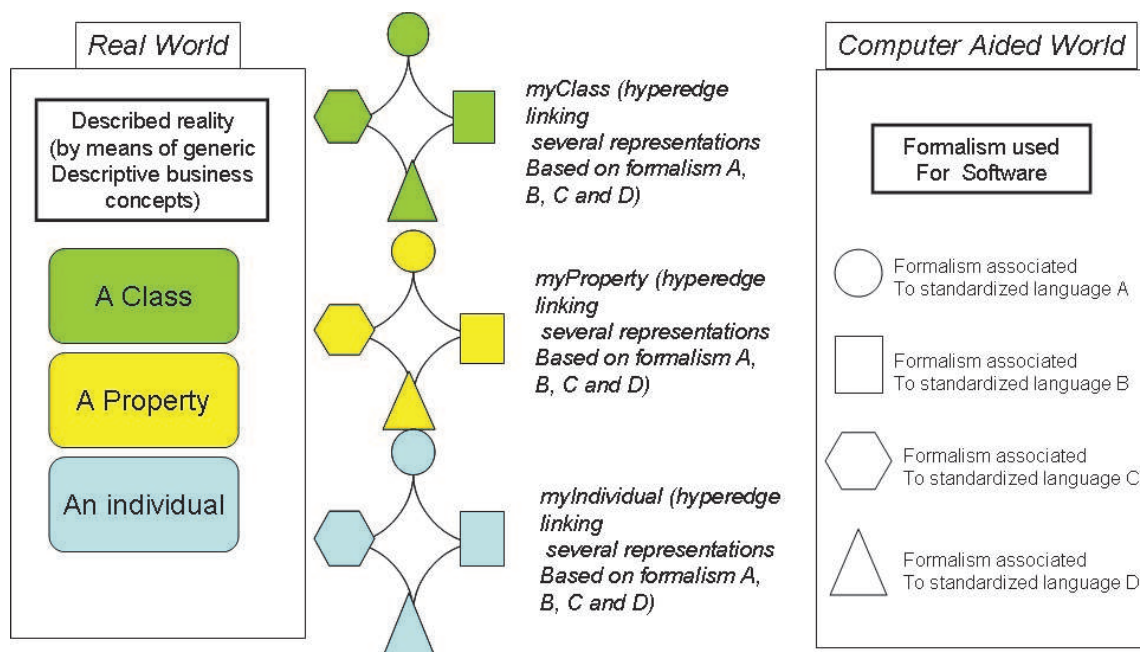 Real World
Described reality
(by means of generic
Descriptive business
concepts)
A Class
A Property
An individual
myClass (hyperedge
linking
several representations
Based on formalism A,
B, C and D)
myProperty (hyperedge
linking
several representations
Based on formalism A,
B, C and D)
myIndividual (hyperedge
linking
several representations
Based on formalism A,
B, C and D)
Computer Aided World
Formalism used
For Software
Formalism associated
To standardized language A
Formalism associated
To standardized language B
Formalism associated
To standardized language C
Formalism associated
To standardized language D